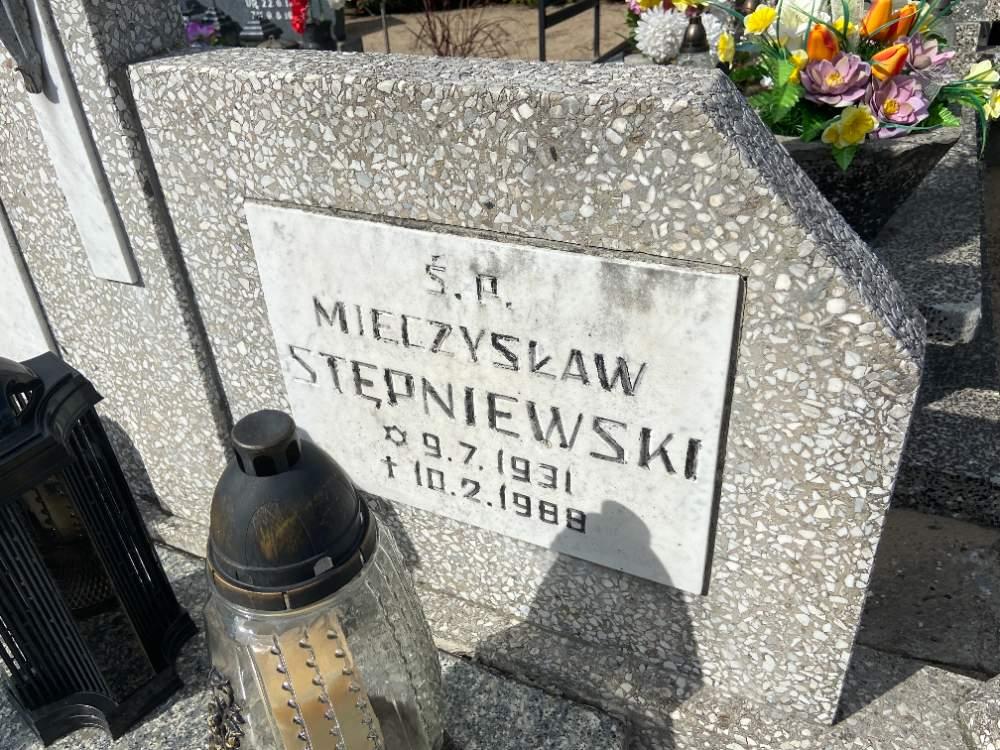 Ś. P.
MIECZYSŁAW
STĘPNIEWSKI
✡ 9.7.1931
† 10.2.1988